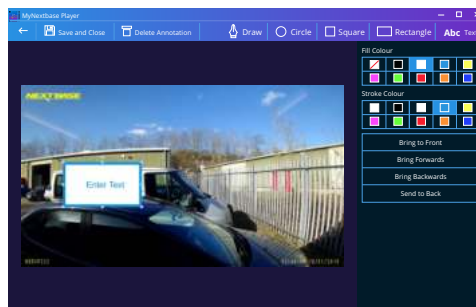 MyNextbase Player
Save and Close
Delete Annotation
Draw
Circle
Square
Rectangle
Abc Text
Fill Colour
Stroke Colour
Bring to Front
Bring Forwards
Bring Backwards
Send to Back
NEXTBASE
Enter Text